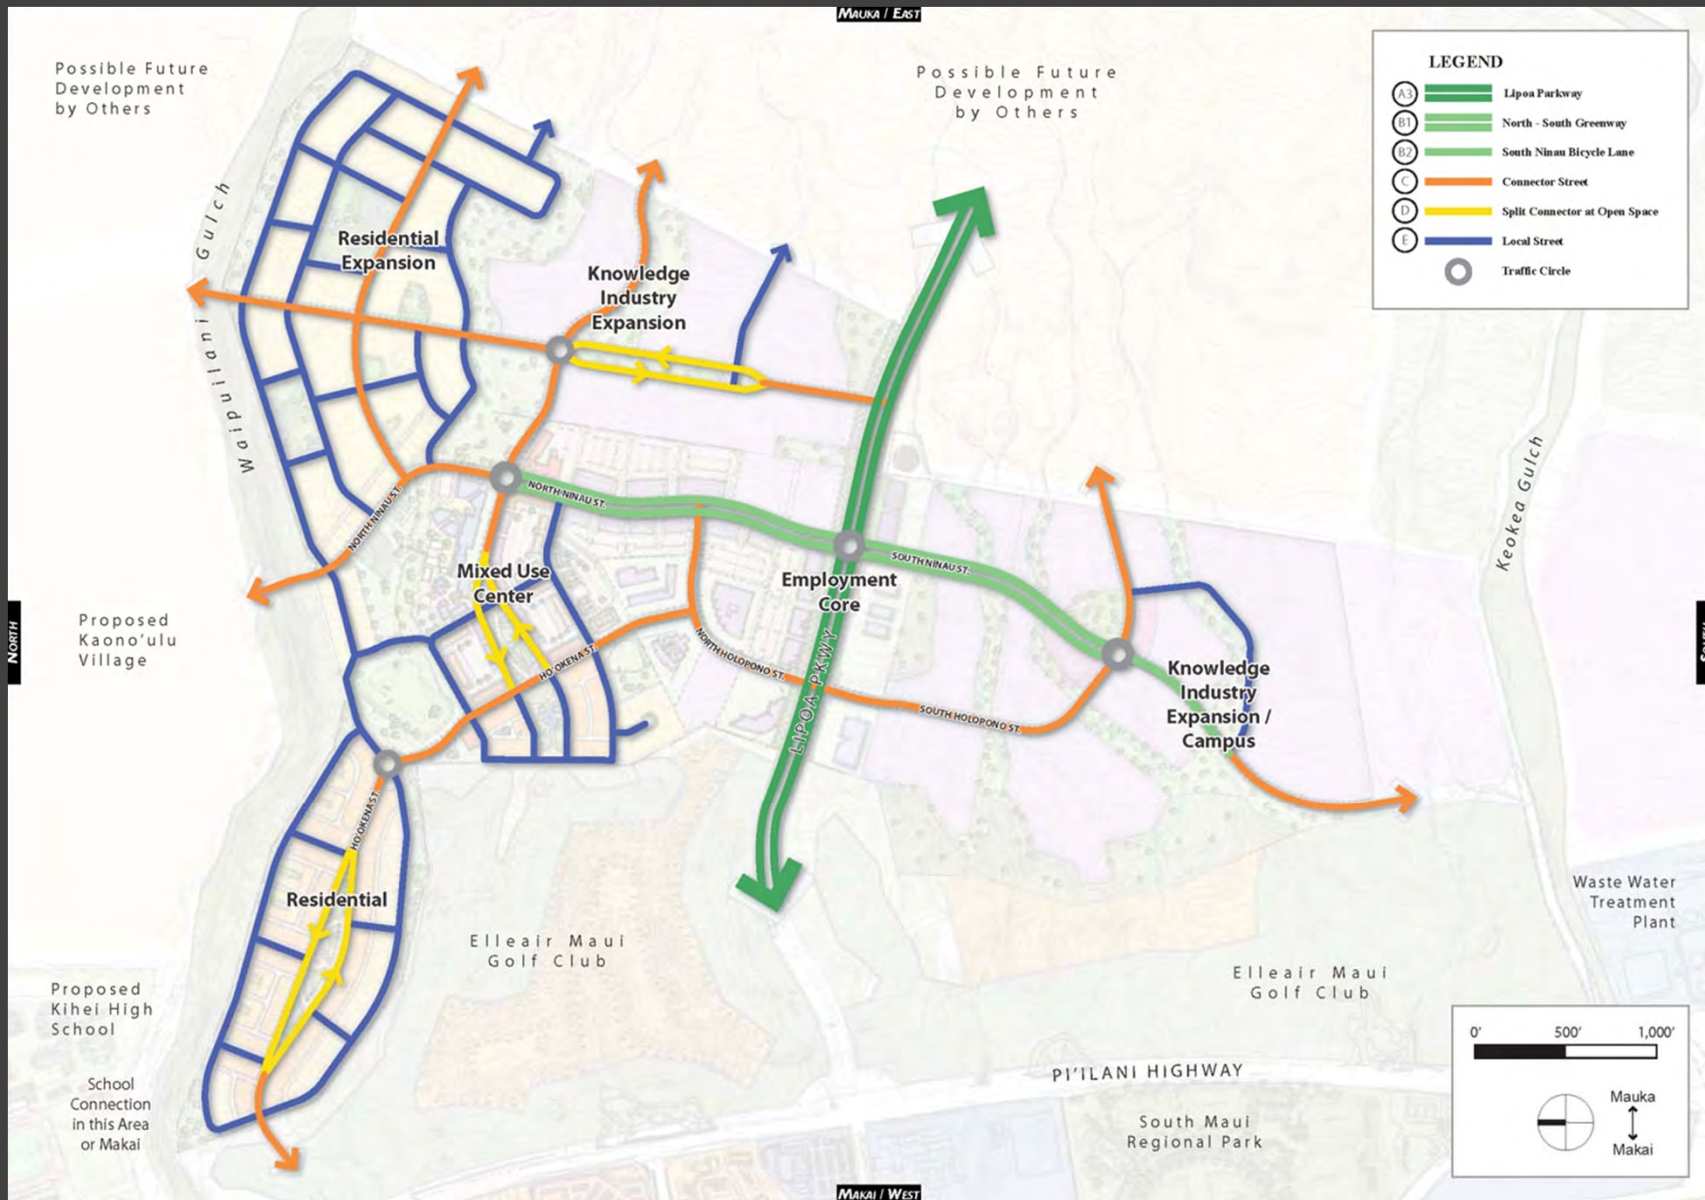 MAUKA / EAST
Possible Future
Development
by Others
Possible Future
Development
by Others
LEGEND
A3 Lipoa Parkway
B1 North - South Greenway
B2 South Ninau Bicycle Lane
C Connector Street
D Split Connector at Open Space
E Local Street
Traffic Circle
Waipuilani Gulch
Residential
Expansion
Knowledge
Industry
Expansion
Keokea Gulch
NORTH NINAU ST.
NORTH NINAU ST.
SOUTH NINAU ST.
Mixed Use
Center
Employment
Core
NORTH
Proposed
Kaono'ulu
Village
HO'OKENA ST.
NORTH HOLOPONO ST.
LIPOA PKWY
SOUTH HOLOPONO ST.
Knowledge
Industry
Expansion /
Campus
HO'OKENA ST.
Residential
Elleair Maui
Golf Club
Elleair Maui
Golf Club
Waste Water
Treatment
Plant
Proposed
Kihei High
School
School
Connection
in this Area
or Makai
PI'ILANI HIGHWAY
South Maui
Regional Park
0' 500' 1,000'
Mauka
Makai
MAKAI / WEST